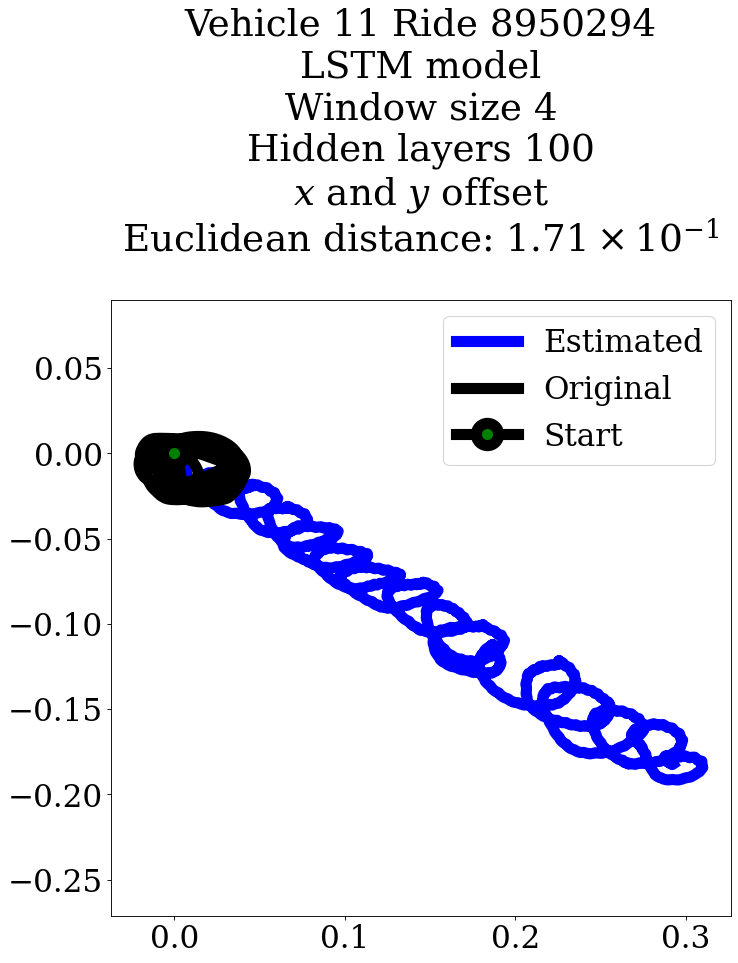 Vehicle 11 Ride 8950294
LSTM model
Window size 4
Hidden layers 100
x and y offset
Euclidean distance: 1.71 × 10⁻¹
Estimated
Original
Start
0.05
0.00
−0.05
−0.10
−0.15
−0.20
−0.25
0.0 0.1 0.2 0.3